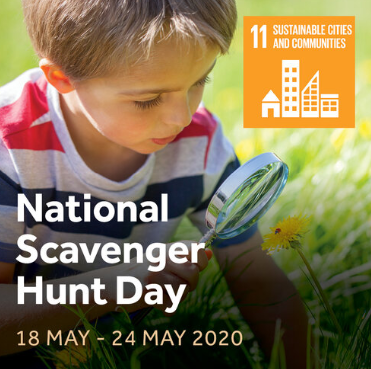 11 SUSTAINABLE CITIES
AND COMMUNITIES
National
Scavenger
Hunt Day
18 MAY - 24 MAY 2020